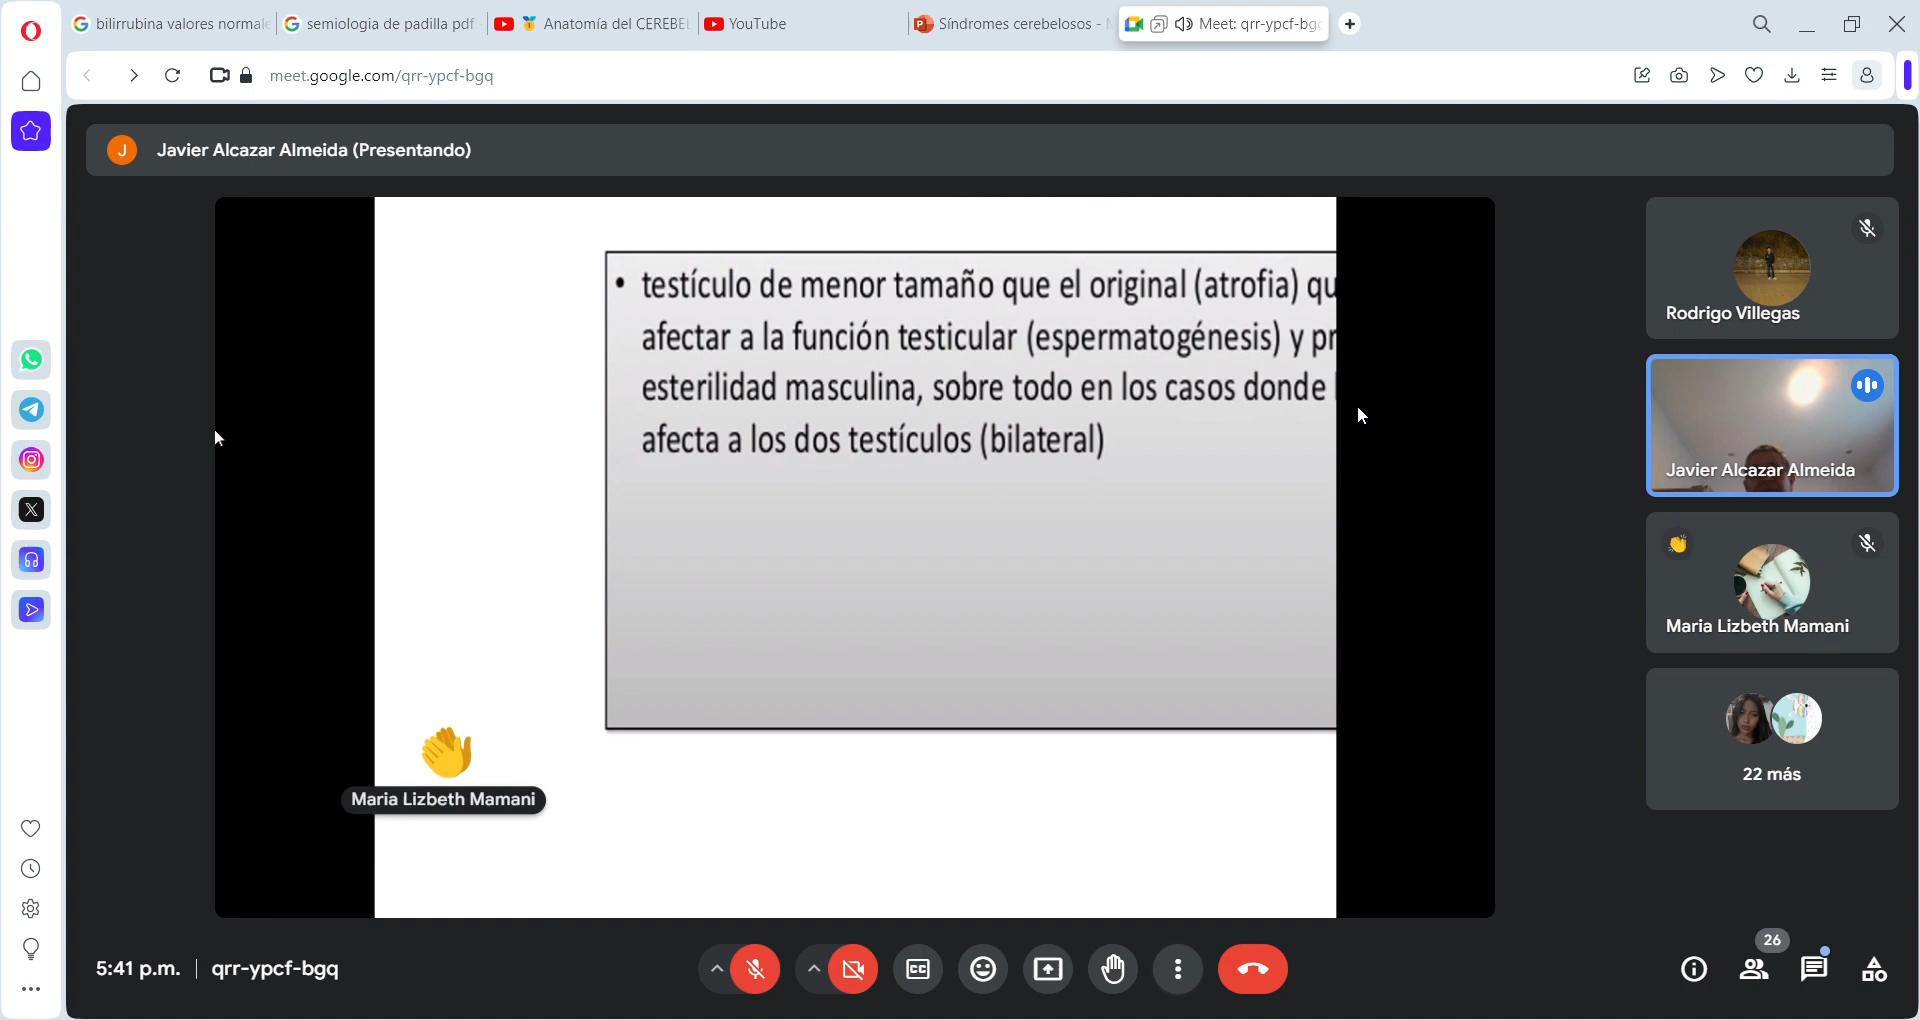 bilirrubina valores normale
semiologia de padilla pdf
Anatomía del CEREBEL
YouTube
Síndromes cerebelosos -
Meet: qrr-ypcf-bgq
meet.google.com/qrr-ypcf-bgq
J
Javier Alcazar Almeida (Presentando)
• testículo de menor tamaño que el original (atrofia) qu
afectar a la función testicular (espermatogénesis) y pr
esterilidad masculina, sobre todo en los casos donde
afecta a los dos testículos (bilateral)
Maria Lizbeth Mamani
Rodrigo Villegas
Javier Alcazar Almeida
Maria Lizbeth Mamani
22 más
5:41 p.m.
qrr-ypcf-bgq
26